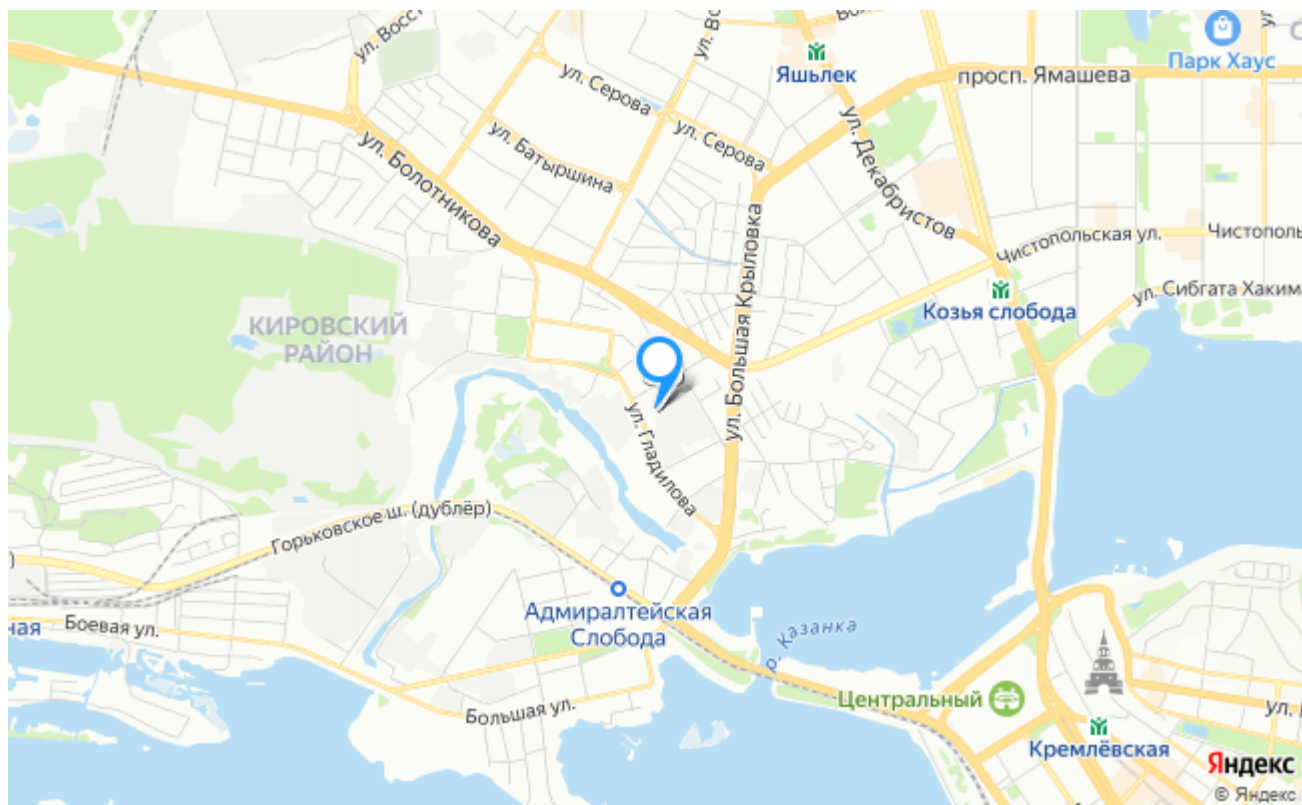 ул. Восст
ул. Во
Яшьлек
Парк Хаус
просп. Ямашева
ул. Серова
ул. Серова
ул. Батыршина
ул. Болотникова
ул. Декабристов
ул. Большая Крыловка
Чистопольская ул.
Чистополь
ул. Сибгата Хаким
Козья слобода
КИРОВСКИЙ
РАЙОН
ул. Гладилова
Горьковское ш. (дублёр)
)
Адмиралтейская
Слобода
ная
Боевая ул.
р. Казанка
Большая ул.
Центральный
ул.
Кремлёвская
Яндекс
© Яндекс